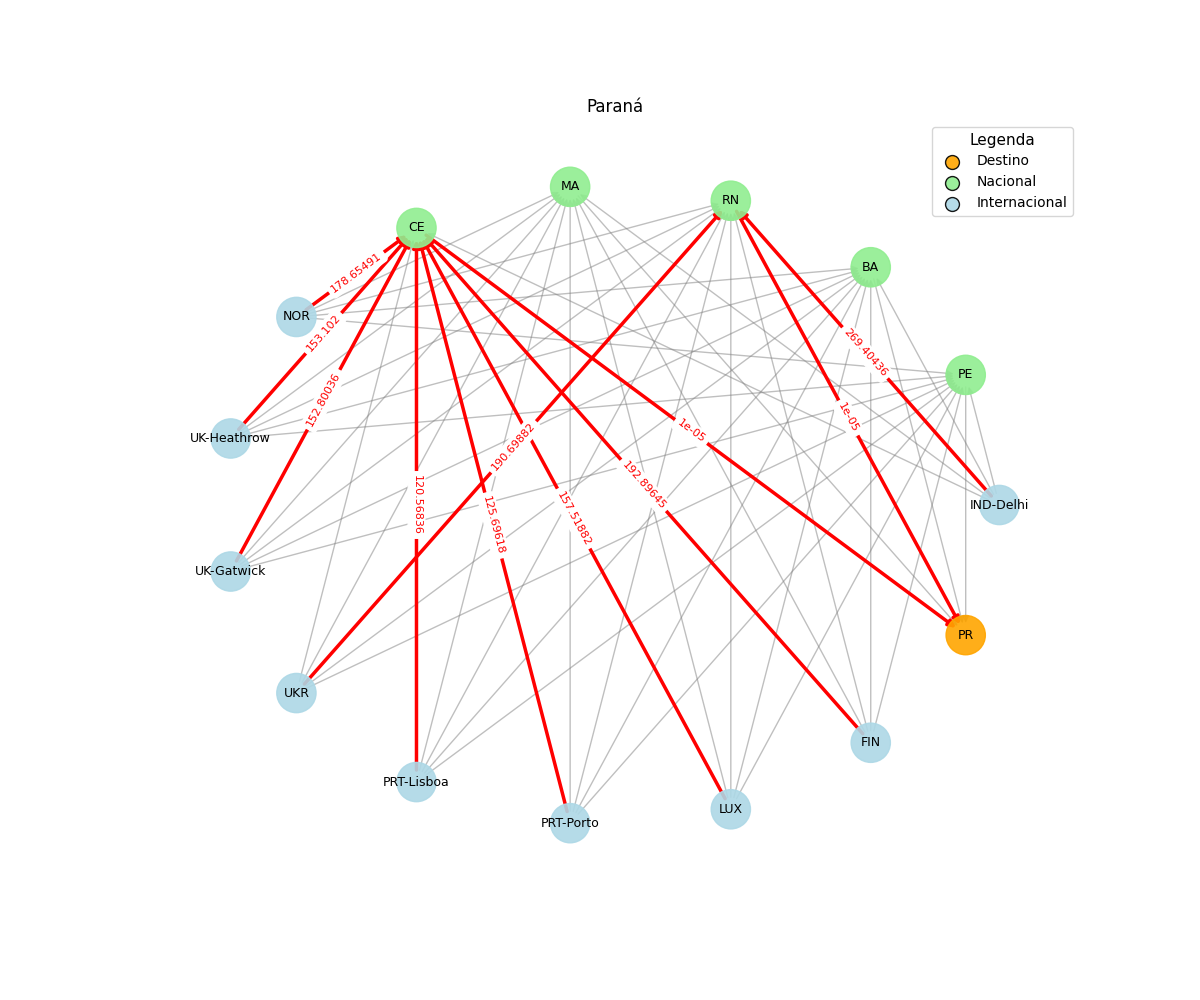 Paraná
Legenda
Destino
Nacional
Internacional
MA
RN
CE
BA
178.65491
NOR
153.102
269.40436
PE
152.80036
1e-05
1e-05
UK-Heathrow
190.69882
192.89645
120.56836
IND-Delhi
157.51882
125.69618
UK-Gatwick
PR
UKR
FIN
PRT-Lisboa
LUX
PRT-Porto